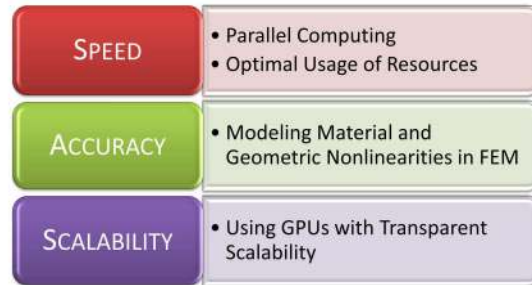 SPEED
• Parallel Computing
• Optimal Usage of Resources
ACCURACY
• Modeling Material and
Geometric Nonlinearities in FEM
SCALABILITY
• Using GPUs with Transparent
Scalability